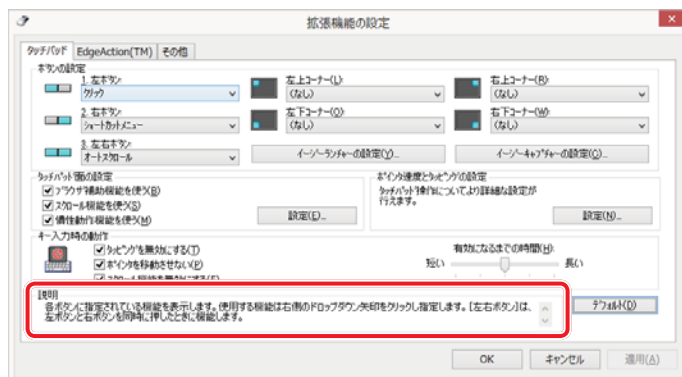 拡張機能の設定
タッチパッド EdgeAction(TM) その他
ボタンの設定
1. 左ボタン
クリック
2. 右ボタン
ショートカットメニュー
3. 左右ボタン
オートスクロール
左上コーナー(L):
(なし)
左下コーナー(O):
(なし)
イージーランチャーの設定(Y)...
右上コーナー(R):
(なし)
右下コーナー(W):
(なし)
イージーキャプチャーの設定(G)...
タッチパッド面の設定
ブラウザ補助機能を使う(B)
スクロール機能を使う(S)
慣性動作機能を使う(M)
設定(E)...
ポインタ速度とタッピングの設定
タッチパッド操作についてより詳細な設定が
行えます。
設定(N)...
キー入力時の動作
タッピングを無効にする(T)
ポインタを移動させない(P)
スクロール機能を無効にする(F)
有効になるまでの時間(H):
短い 長い
説明
各ボタンに指定されている機能を表示します。使用する機能は右側のドロップダウン矢印をクリックし指定します。[左右ボタン]は、
左ボタンと右ボタンを同時に押したときに機能します。
デフォルト(D)
OK キャンセル 適用(A)